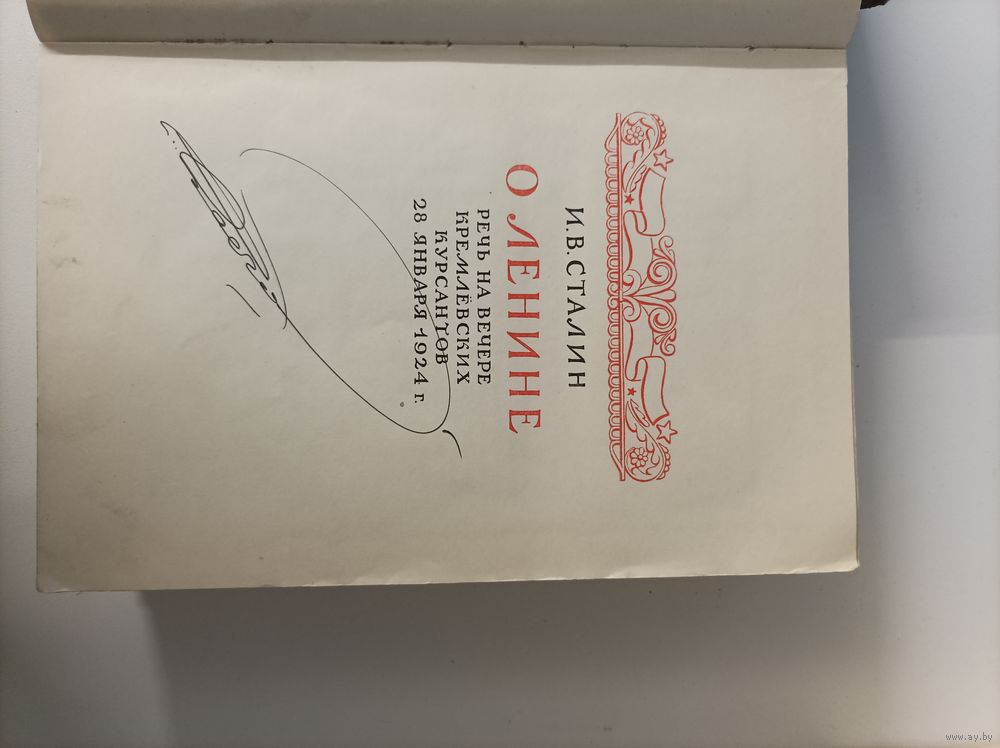 И.В.СТАЛИН
О ЛЕНИНЕ
РЕЧЬ НА ВЕЧЕРЕ
КРЕМЛЁВСКИХ
КУРСАНТОВ
28 ЯНВАРЯ 1924 г.
www.ay.by